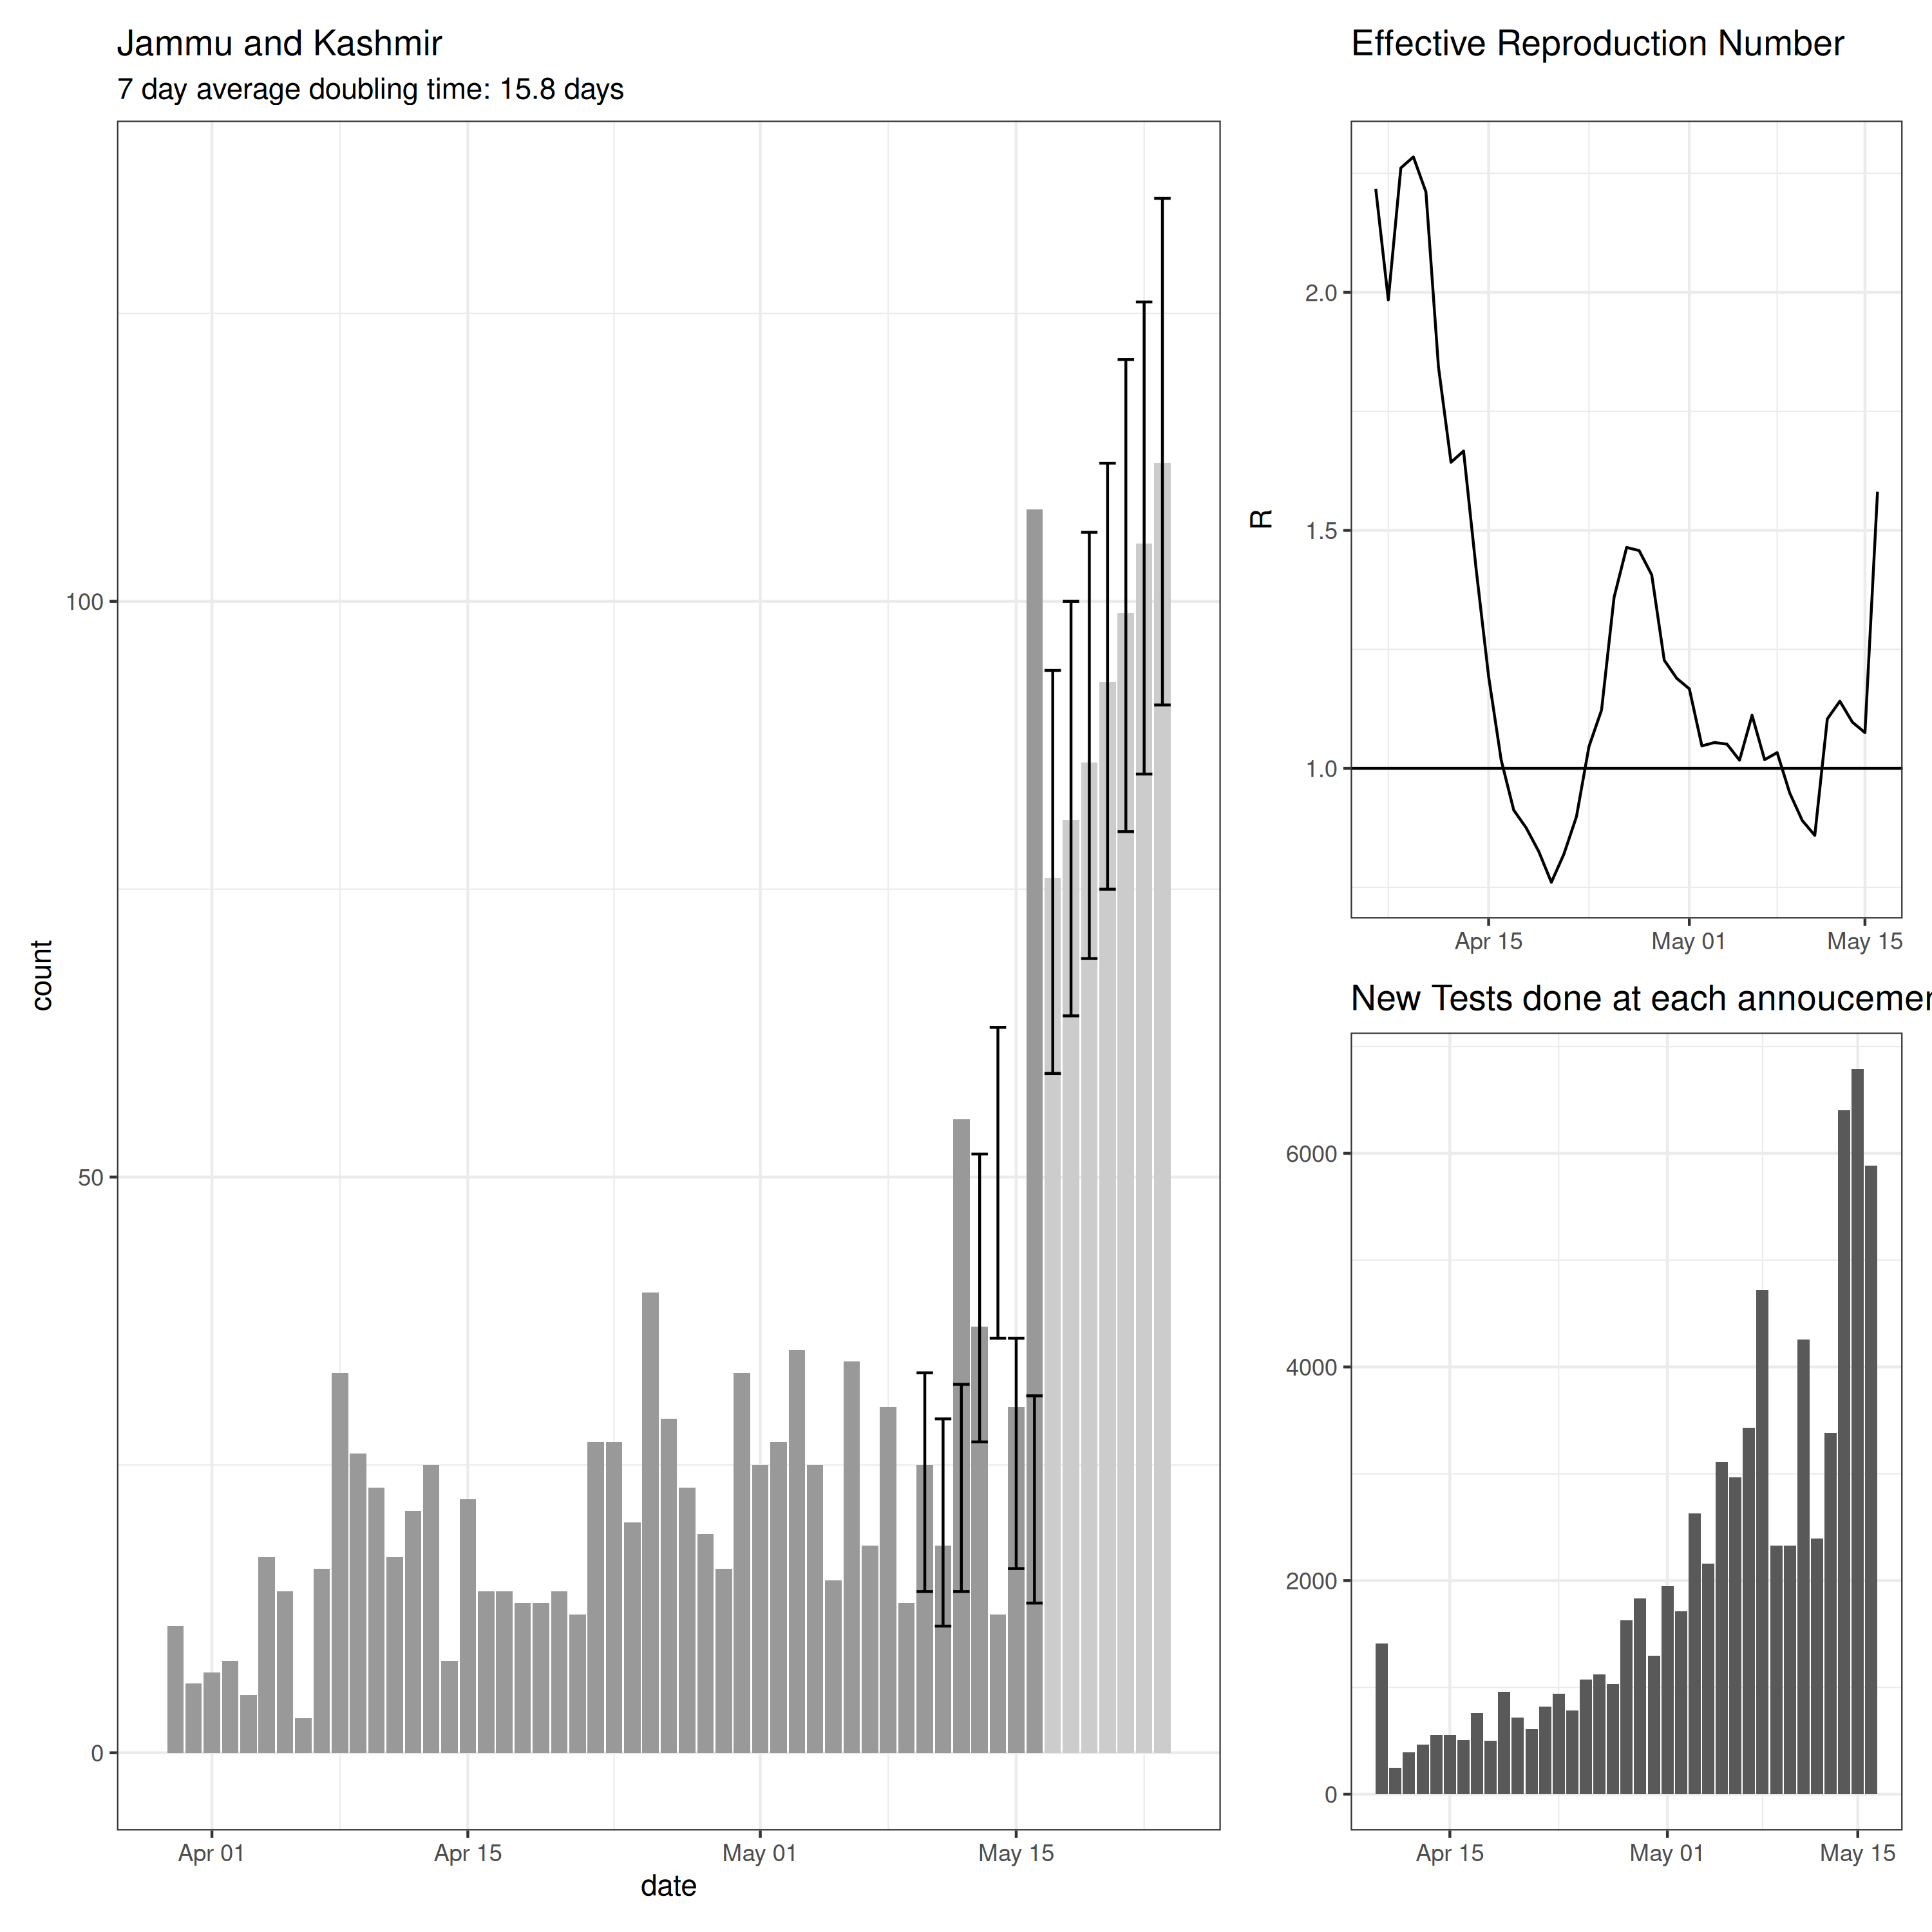 Jammu and Kashmir
7 day average doubling time: 15.8 days
count
100
50
0
Apr 01
Apr 15
May 01
May 15
date
Effective Reproduction Number
R
2.0
1.5
1.0
Apr 15
May 01
May 15
New Tests done at each annoucemen
6000
4000
2000
0
Apr 15
May 01
May 15